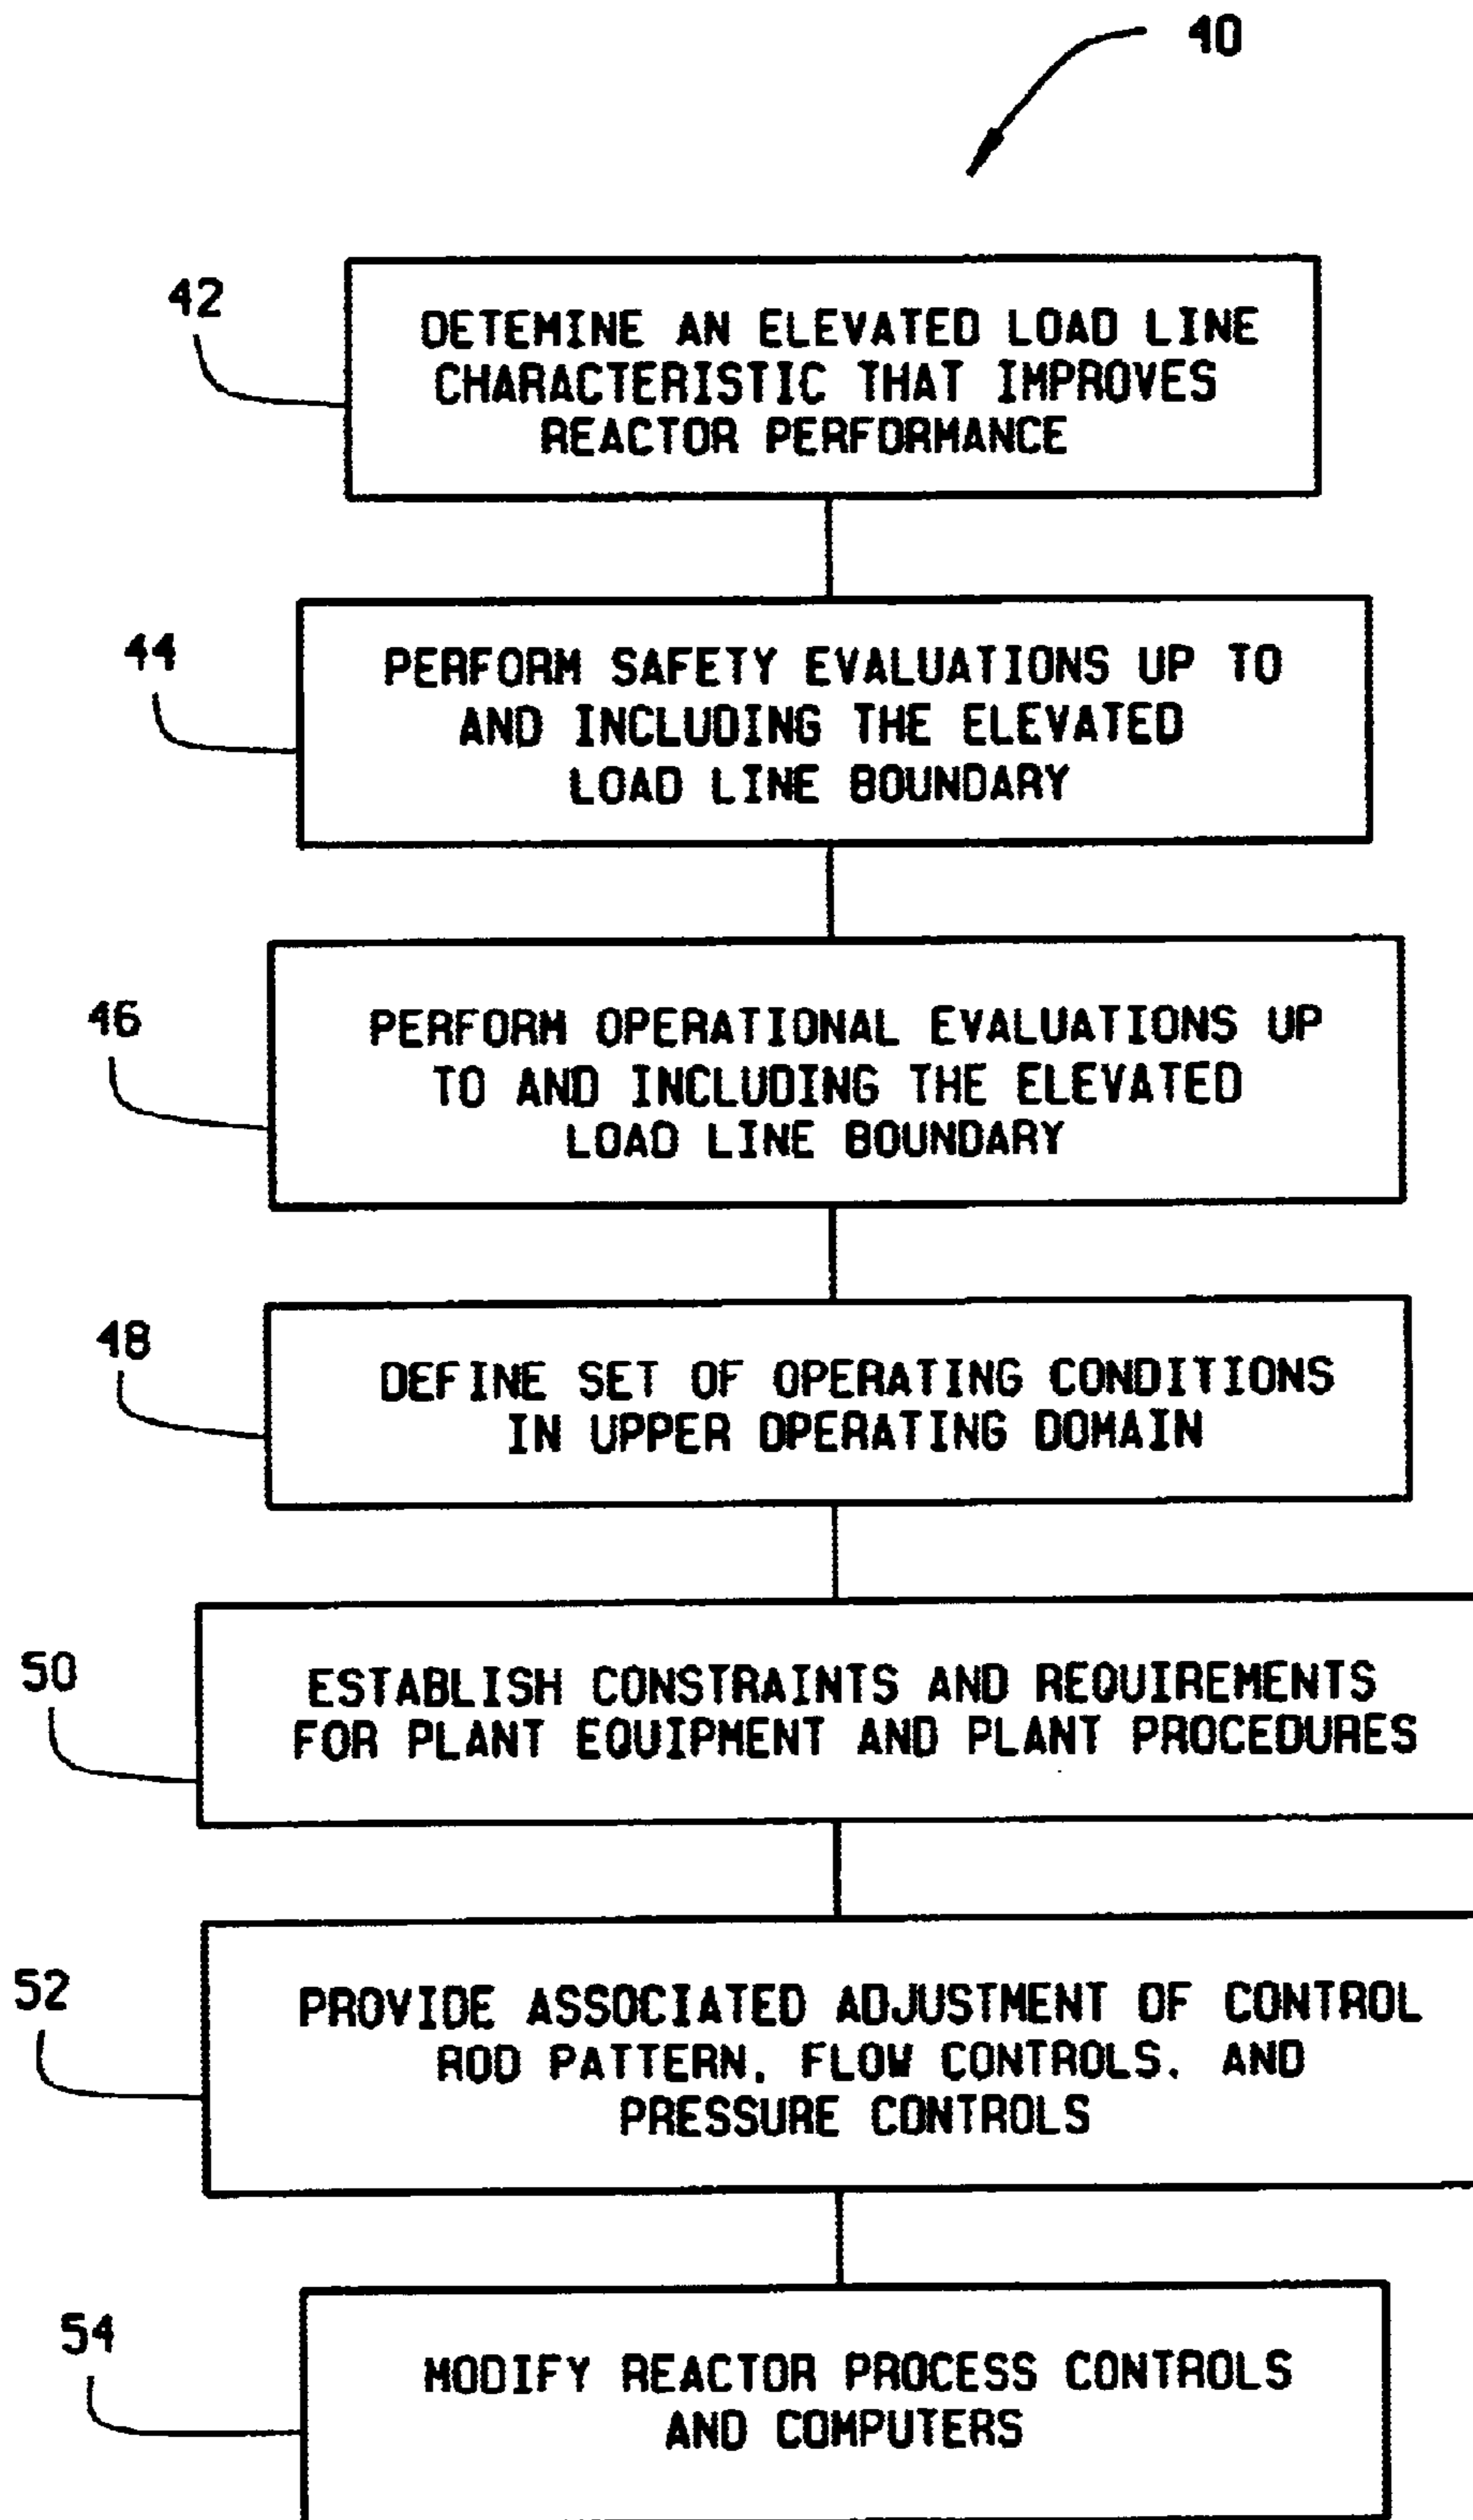 40
42
DETEMINE AN ELEVATED LOAD LINE
CHARACTERISTIC THAT IMPROVES
REACTOR PERFORMANCE
44
PERFORM SAFETY EVALUATIONS UP TO
AND INCLUDING THE ELEVATED
LOAD LINE BOUNDARY
46
PERFORM OPERATIONAL EVALUATIONS UP
TO AND INCLUDING THE ELEVATED
LOAD LINE BOUNDARY
48
DEFINE SET OF OPERATING CONDITIONS
IN UPPER OPERATING DOMAIN
50
ESTABLISH CONSTRAINTS AND REQUIREMENTS
FOR PLANT EQUIPMENT AND PLANT PROCEDURES
52
PROVIDE ASSOCIATED ADJUSTMENT OF CONTROL
ROD PATTERN, FLOW CONTROLS, AND
PRESSURE CONTROLS
54
MODIFY REACTOR PROCESS CONTROLS
AND COMPUTERS